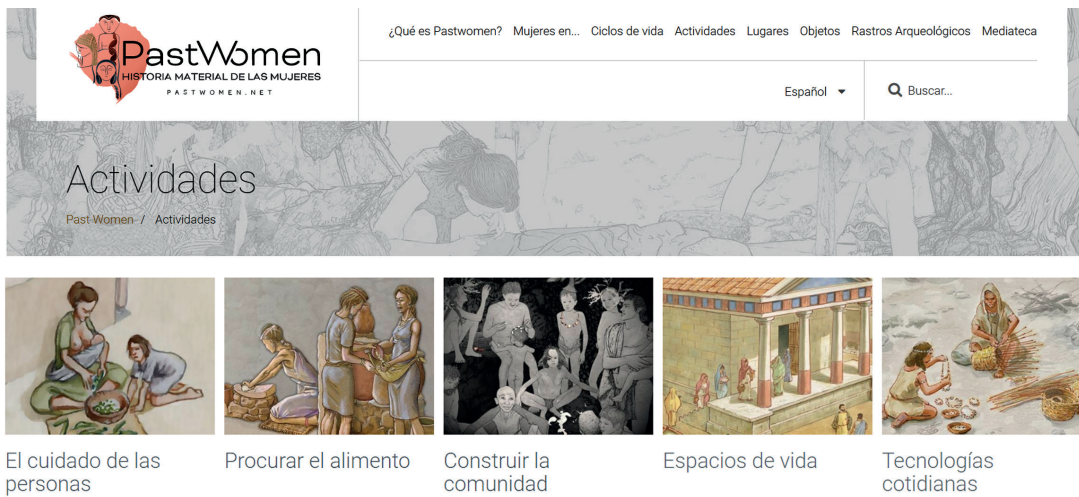 PastWomen
HISTORIA MATERIAL DE LAS MUJERES
PASTWOMEN.NET
¿Qué es Pastwomen? Mujeres en... Ciclos de vida Actividades Lugares Objetos Rastros Arqueológicos Mediateca
Español Buscar...
Actividades
Past Women / Actividades
El cuidado de las
personas
Procurar el alimento
Construir la
comunidad
Espacios de vida
Tecnologías
cotidianas